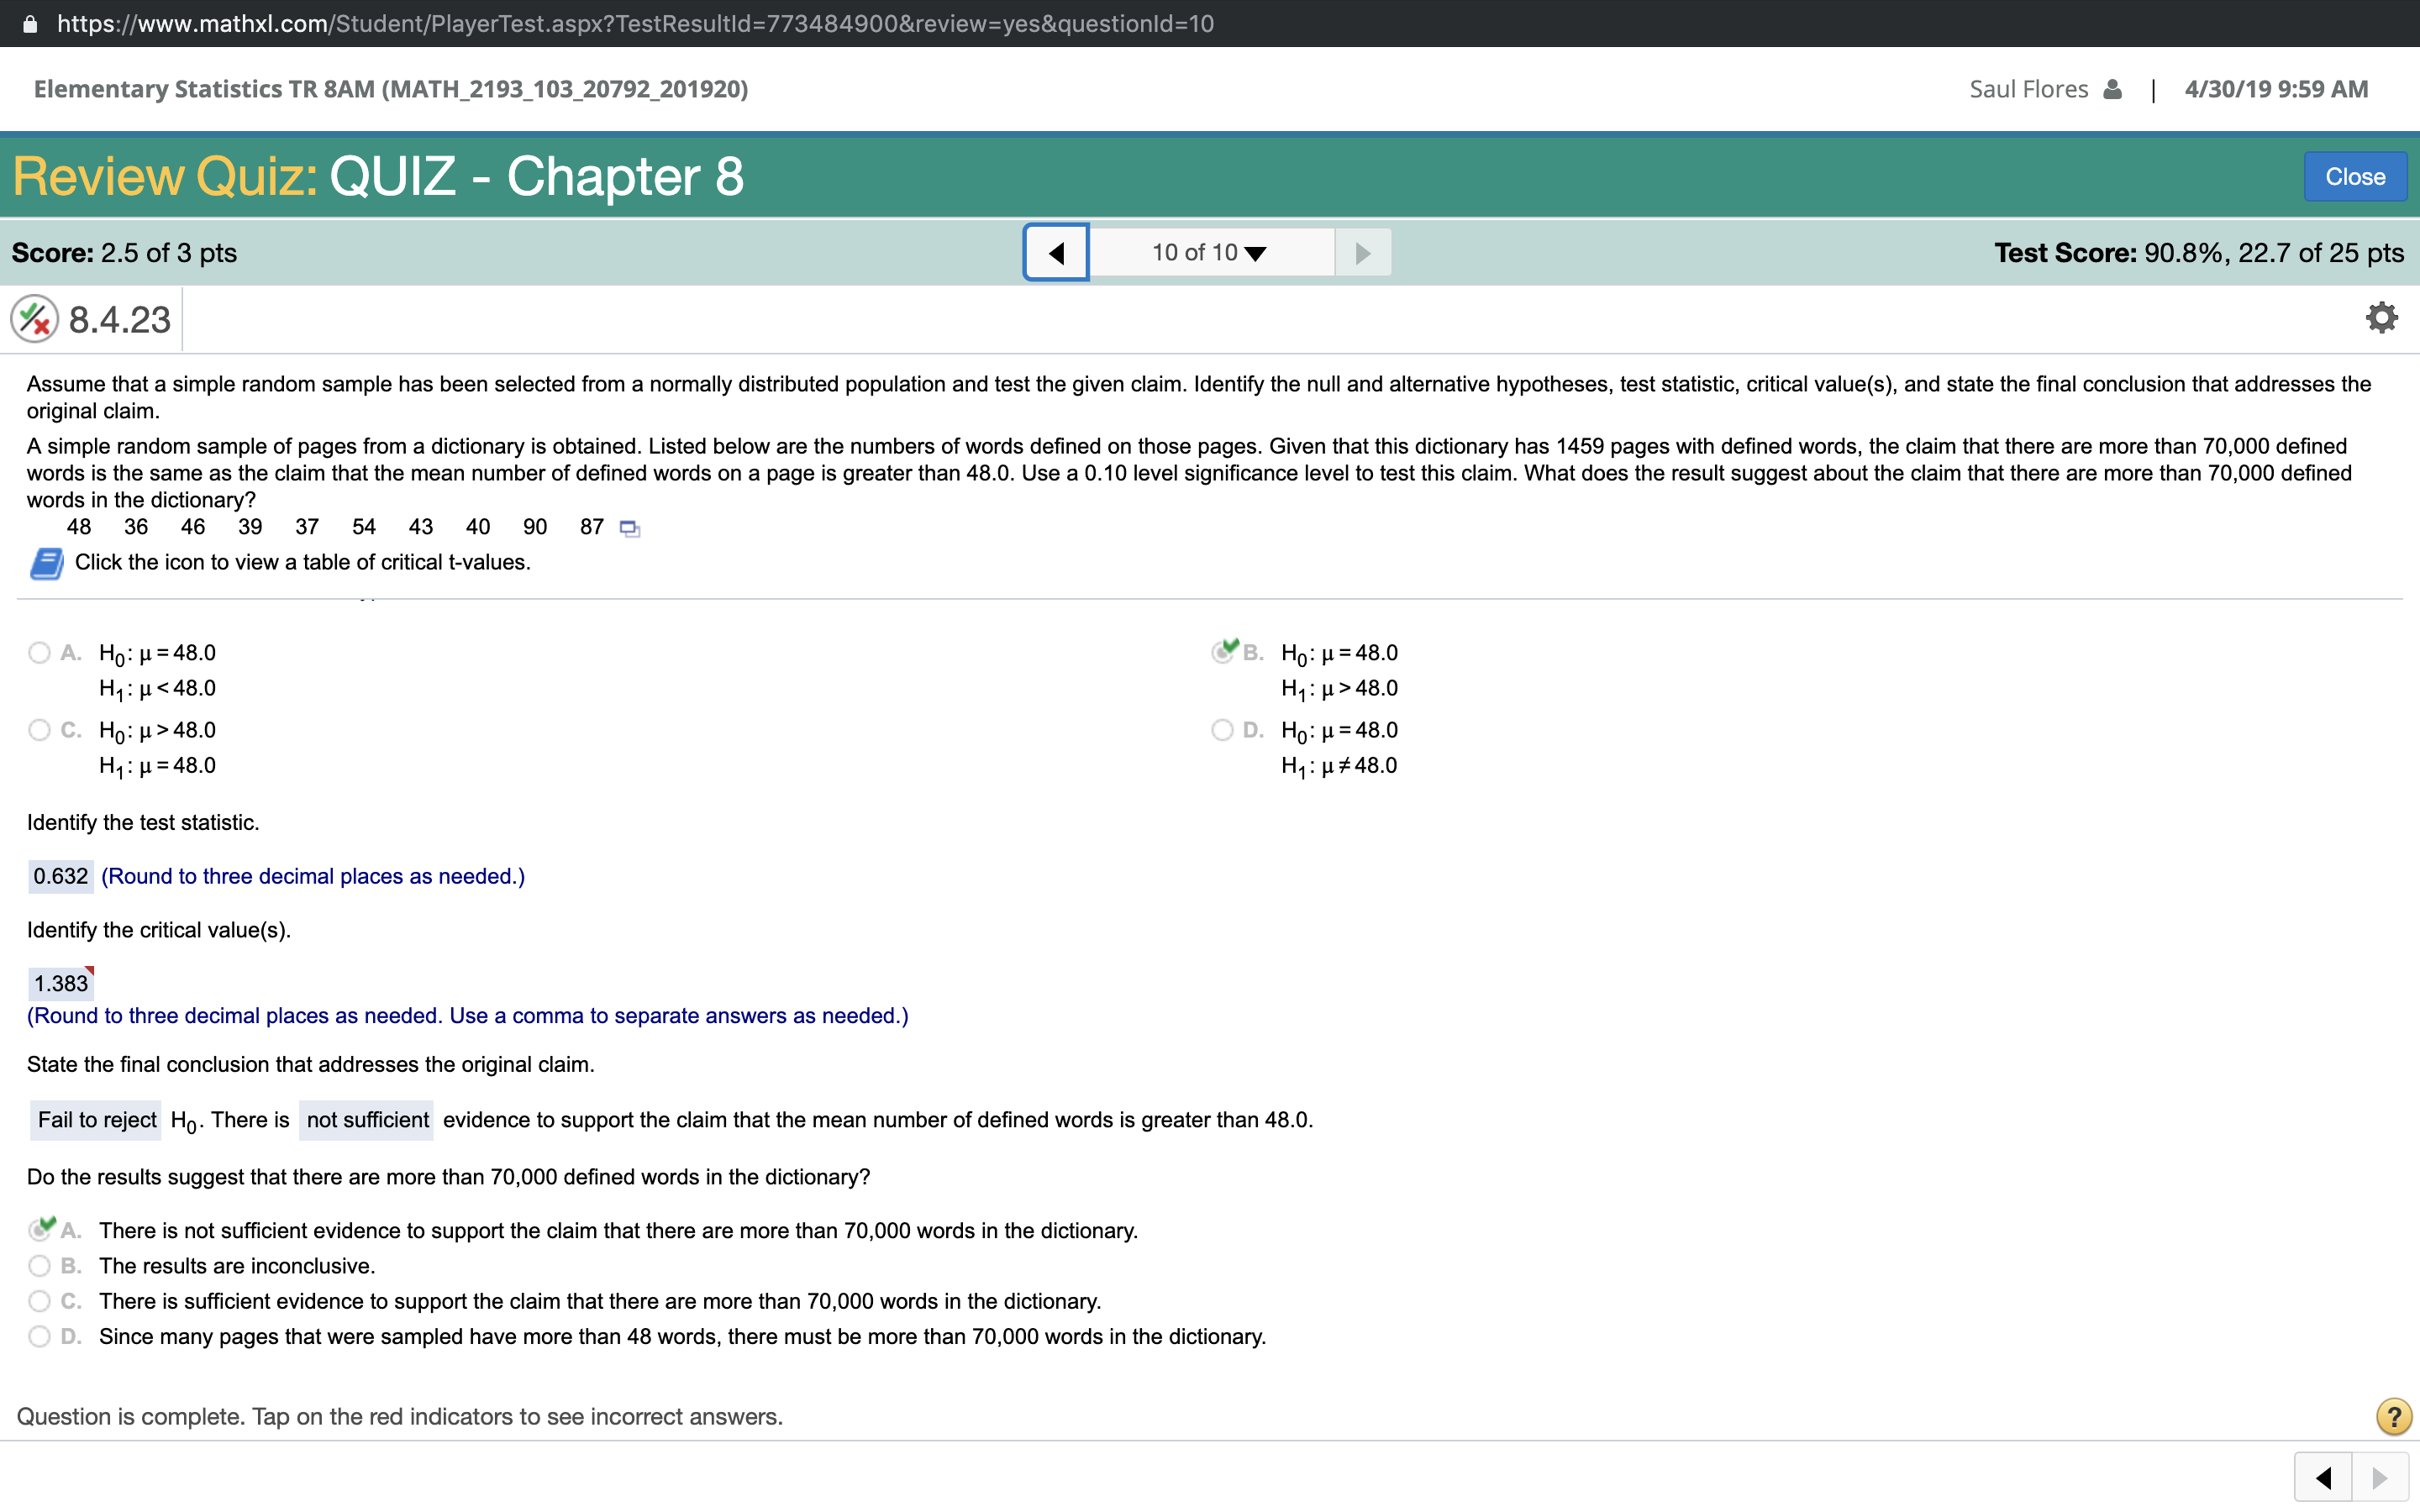 https://www.mathxl.com/Student/PlayerTest.aspx?TestResultId=773484900&review=yes&questionId=10
Elementary Statistics TR 8AM (MATH_2193_103_20792_201920)
Saul Flores | 4/30/19 9:59 AM
Review Quiz: QUIZ - Chapter 8
Close
Score: 2.5 of 3 pts
10 of 10
Test Score: 90.8%, 22.7 of 25 pts
8.4.23
Assume that a simple random sample has been selected from a normally distributed population and test the given claim. Identify the null and alternative hypotheses, test statistic, critical value(s), and state the final conclusion that addresses the
original claim.
A simple random sample of pages from a dictionary is obtained. Listed below are the numbers of words defined on those pages. Given that this dictionary has 1459 pages with defined words, the claim that there are more than 70,000 defined
words is the same as the claim that the mean number of defined words on a page is greater than 48.0. Use a 0.10 level significance level to test this claim. What does the result suggest about the claim that there are more than 70,000 defined
words in the dictionary?
48 36 46 39 37 54 43 40 90 87
Click the icon to view a table of critical t-values.
A. H₀: μ = 48.0
H₁: μ < 48.0
B. H₀: μ = 48.0
H₁: μ > 48.0
C. H₀: μ > 48.0
H₁: μ = 48.0
D. H₀: μ = 48.0
H₁: μ ≠ 48.0
Identify the test statistic.
0.632 (Round to three decimal places as needed.)
Identify the critical value(s).
1.383
(Round to three decimal places as needed. Use a comma to separate answers as needed.)
State the final conclusion that addresses the original claim.
Fail to reject H₀. There is not sufficient evidence to support the claim that the mean number of defined words is greater than 48.0.
Do the results suggest that there are more than 70,000 defined words in the dictionary?
A. There is not sufficient evidence to support the claim that there are more than 70,000 words in the dictionary.
B. The results are inconclusive.
C. There is sufficient evidence to support the claim that there are more than 70,000 words in the dictionary.
D. Since many pages that were sampled have more than 48 words, there must be more than 70,000 words in the dictionary.
Question is complete. Tap on the red indicators to see incorrect answers.
?